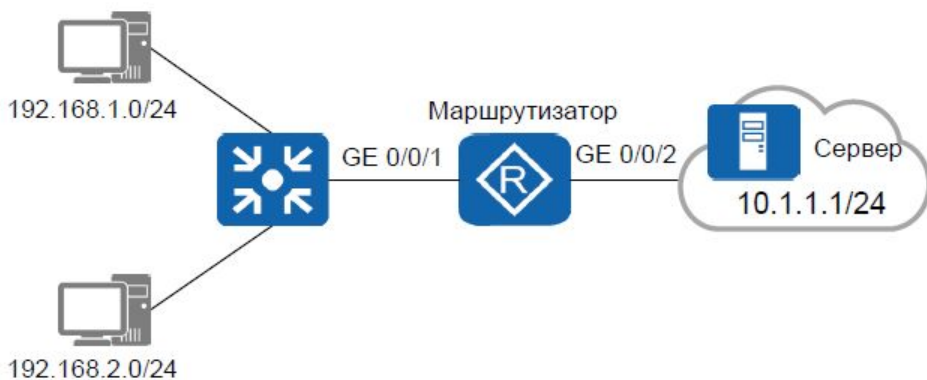 192.168.1.0/24
Маршрутизатор
GE 0/0/1
R
GE 0/0/2
Сервер
10.1.1.1/24
192.168.2.0/24